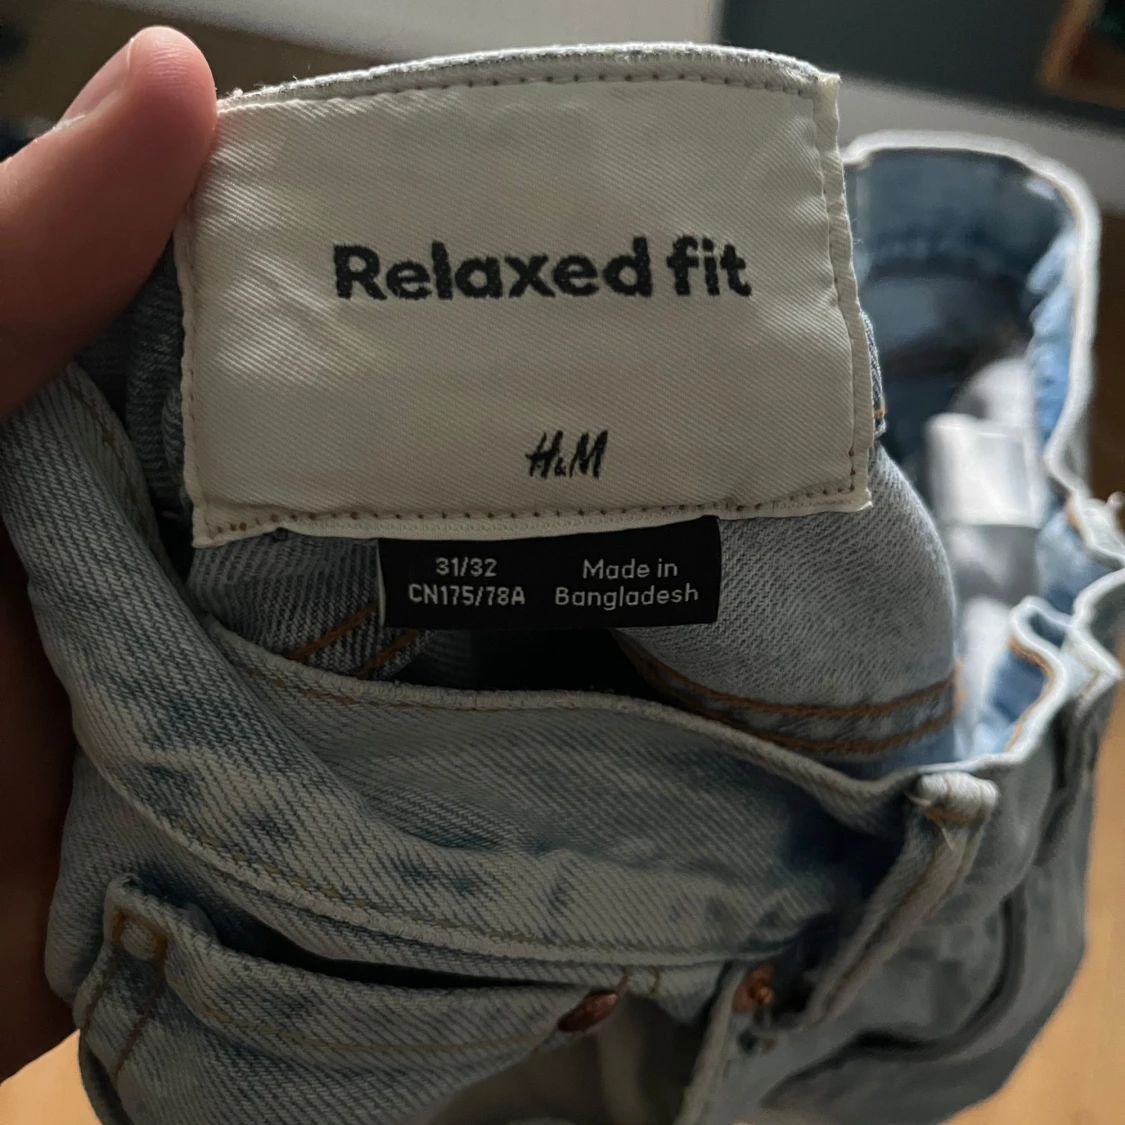 Relaxed fit
H&M
31/32
CN175/78A
Made in
Bangladesh